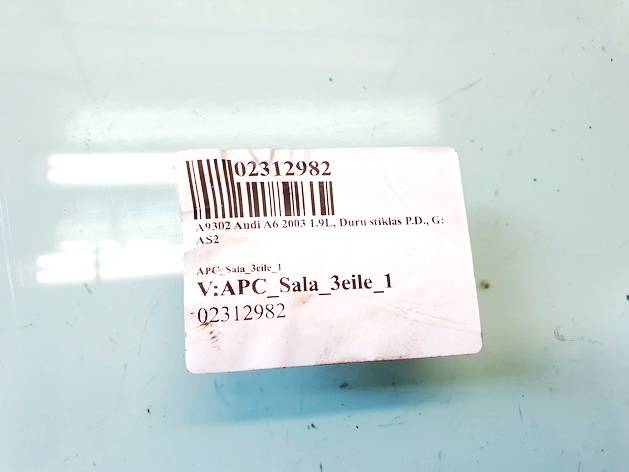 02312982
A9302 Audi A6 2003 1.9L, Duru stiklas P.D., G:
AS2
APC_Sala_3eile_1
V:APC_Sala_3eile_1
02312982